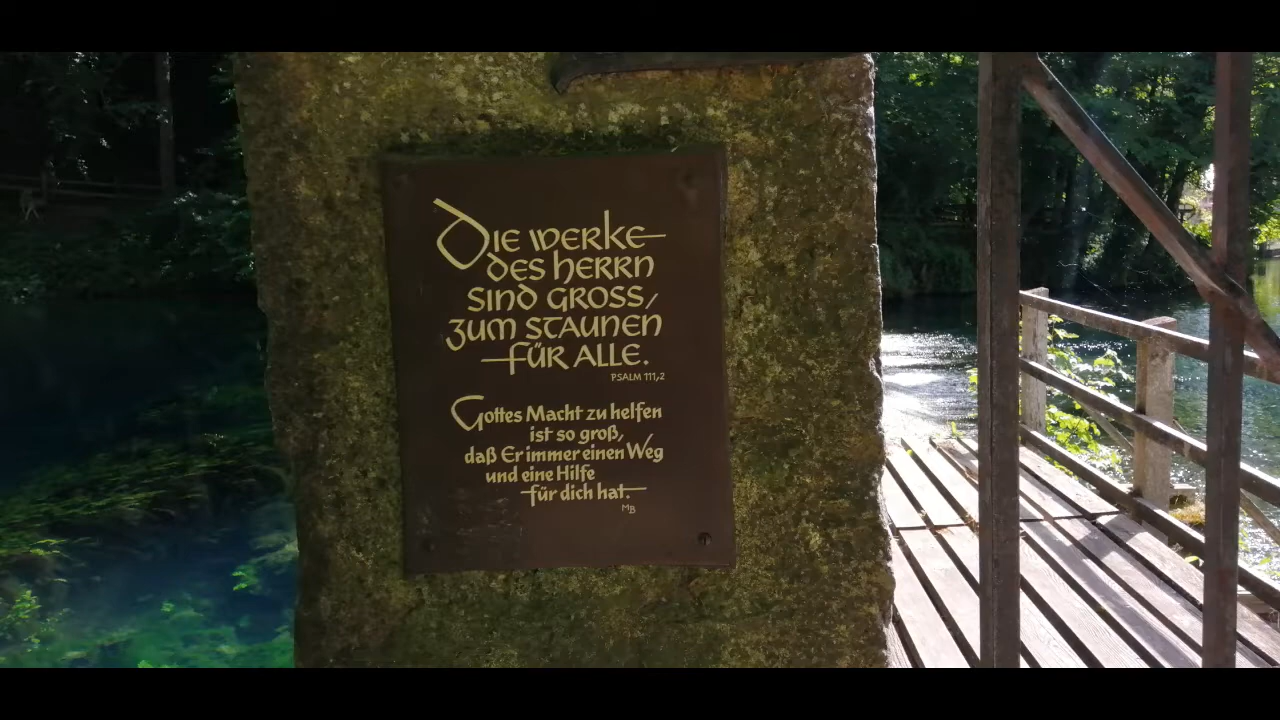 Die Werke
des Herrn
sind gross,
zum Staunen
für alle.
PSALM 111,2
Gottes Macht zu helfen
ist so groß,
daß Er immer einen Weg
und eine Hilfe
für dich hat.
MB